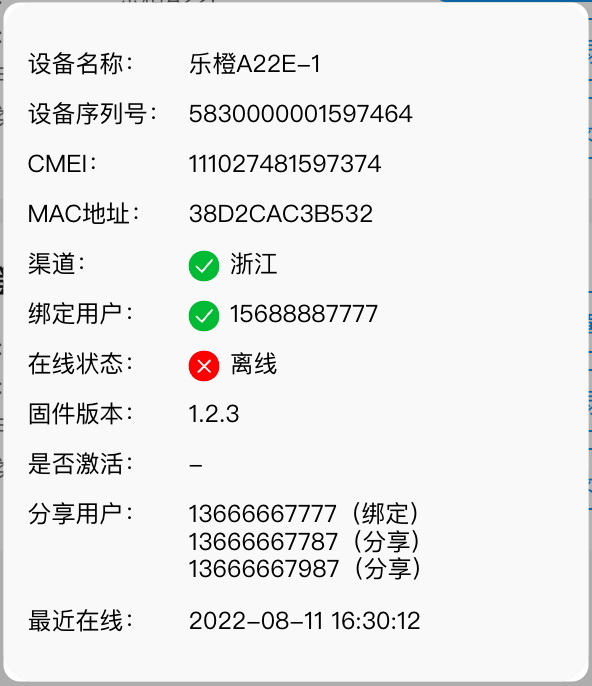 设备名称： 乐橙A22E-1
设备序列号： 5830000001597464
CMEI： 111027481597374
MAC地址： 38D2CAC3B532
渠道： 浙江
绑定用户： 15688887777
在线状态： 离线
固件版本： 1.2.3
是否激活： -
分享用户： 13666667777（绑定）
13666667787（分享）
13666667987（分享）
最近在线： 2022-08-11 16:30:12